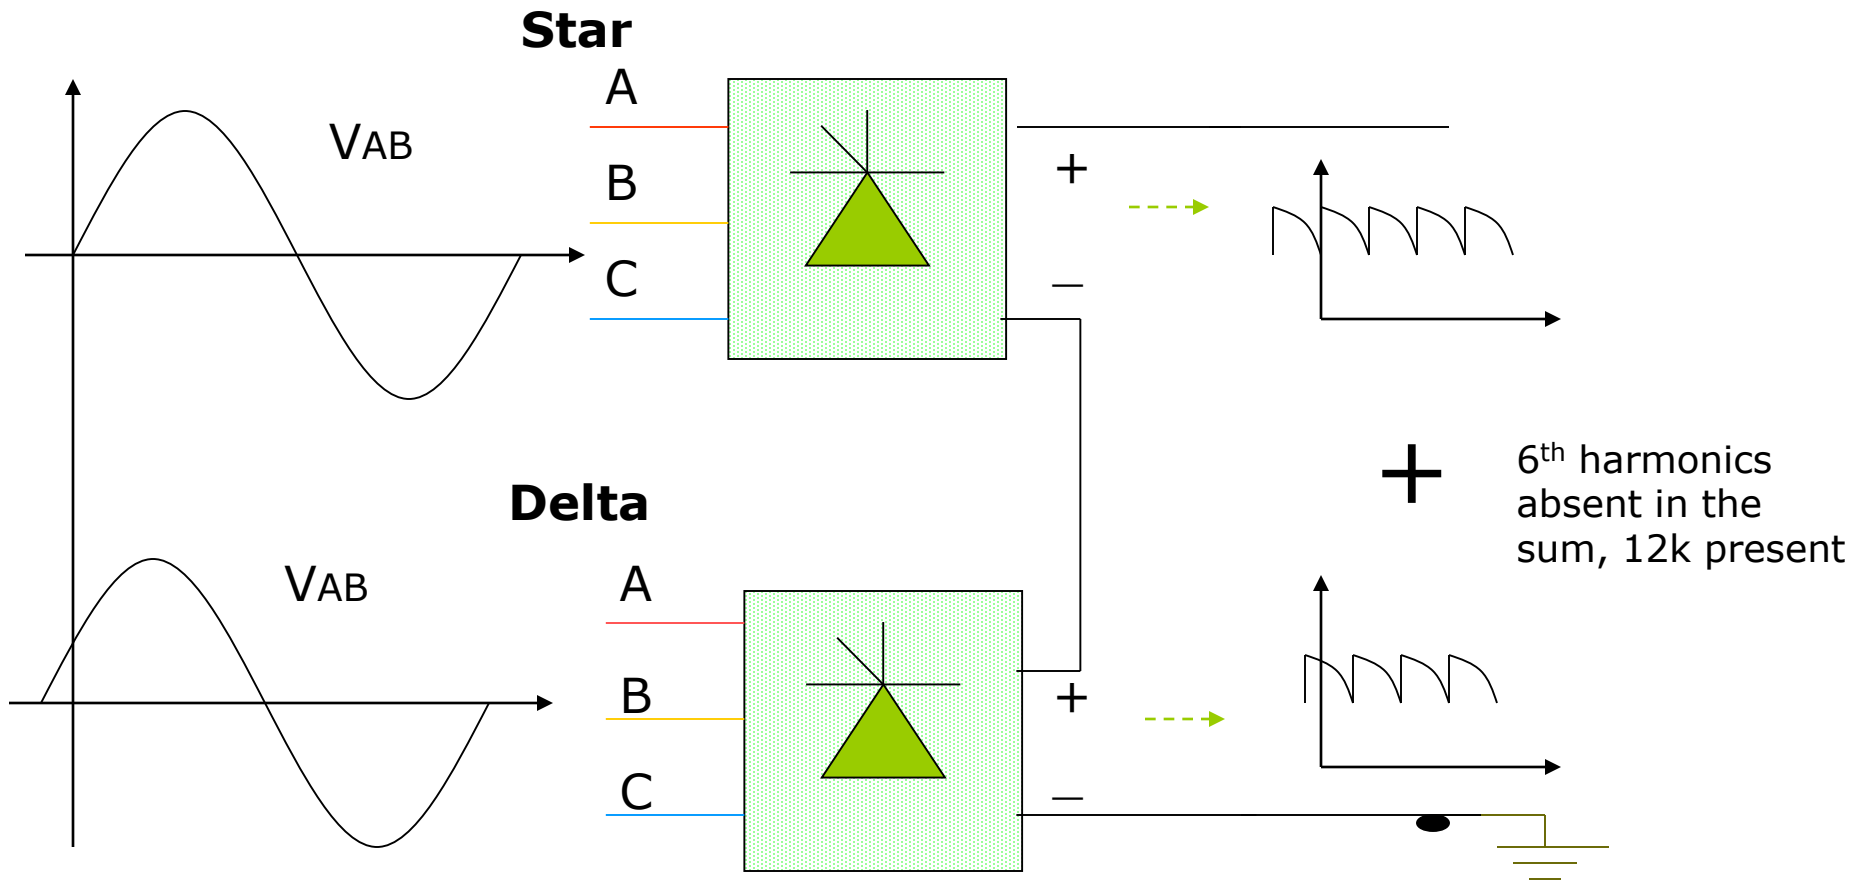 Star
A
VAB
B
C
+
–
+
6th harmonics
absent in the
sum, 12k present
Delta
VAB
A
B
C
+
–